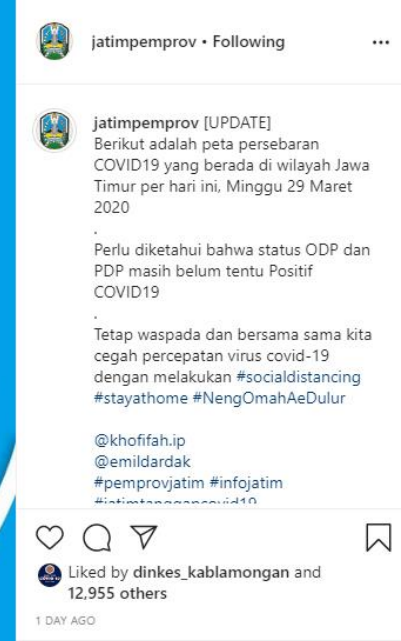 jatimpemprov • Following
jatimpemprov [UPDATE]
Berikut adalah peta persebaran
COVID19 yang berada di wilayah Jawa
Timur per hari ini, Minggu 29 Maret
2020
.
Perlu diketahui bahwa status ODP dan
PDP masih belum tentu Positif
COVID19
.
Tetap waspada dan bersama sama kita
cegah percepatan virus covid-19
dengan melakukan #socialdistancing
#stayathome #NengOmahAeDulur
@khofifah.ip
@emildardak
#pemprovjatim #infojatim
#jatimtanggapcovid19
Liked by dinkes_kablamongan and
12,955 others
1 DAY AGO